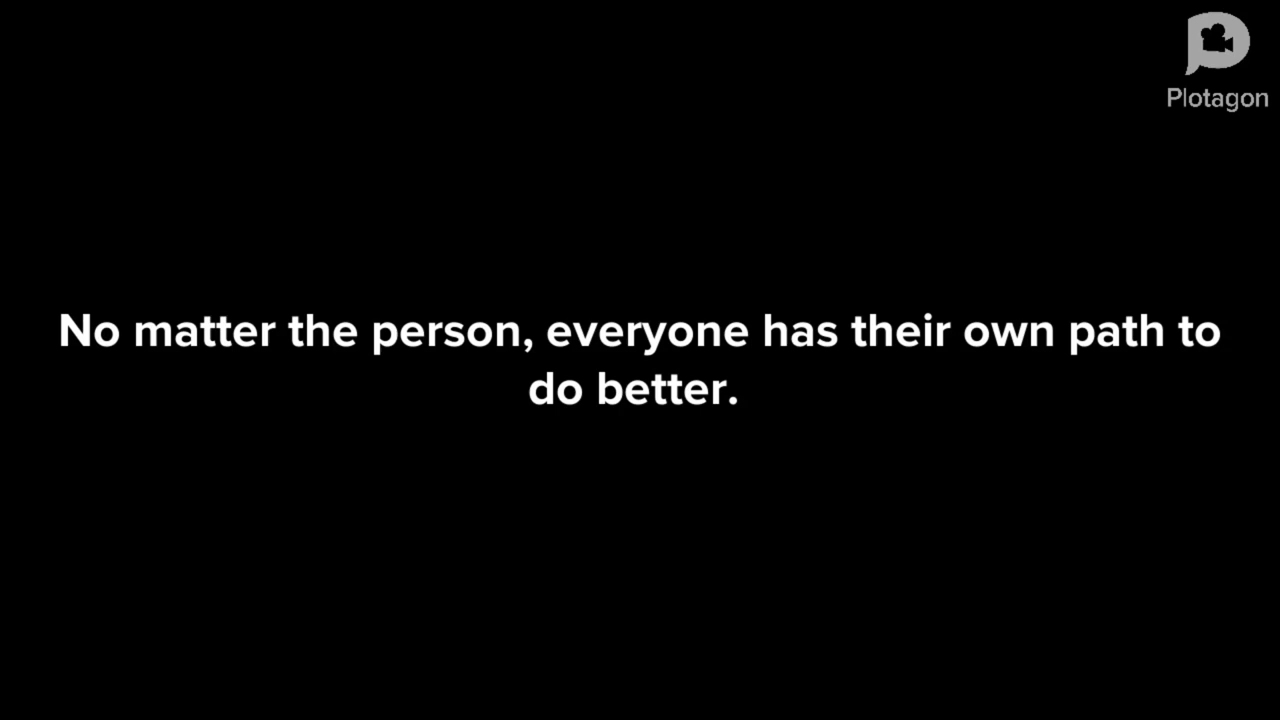 Plotagon
No matter the person, everyone has their own path to
do better.